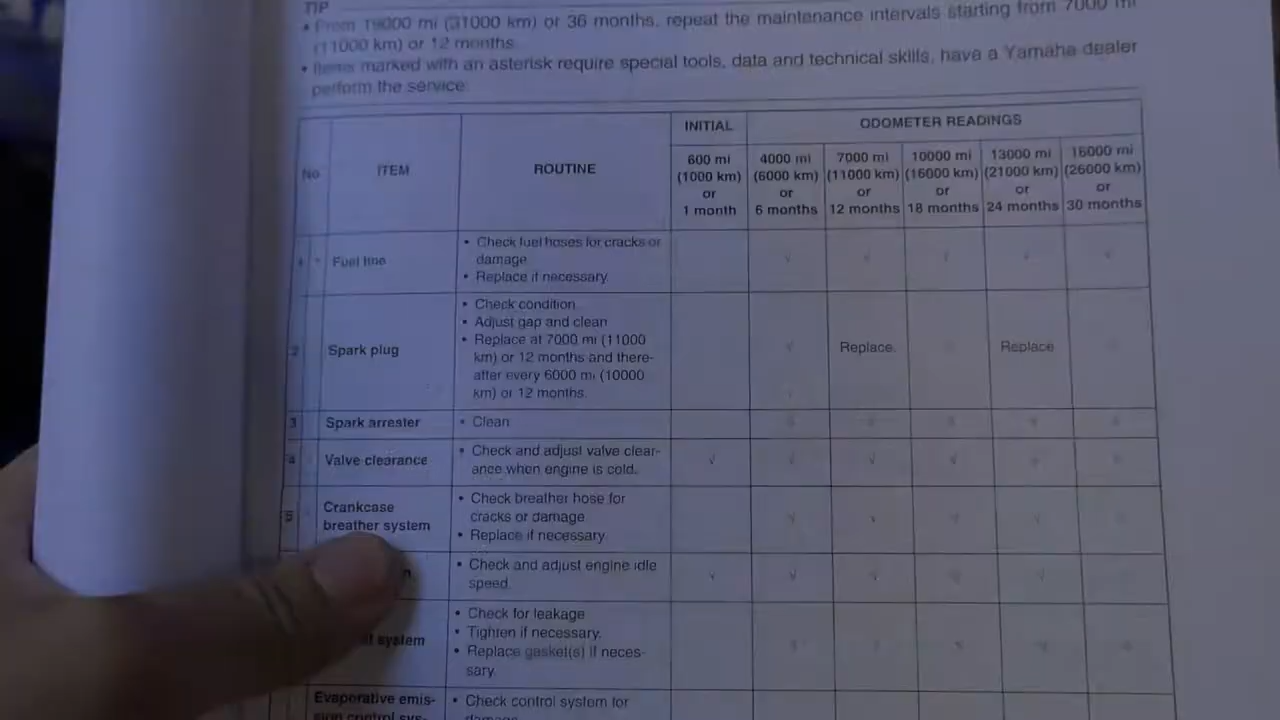 TIP
• From 19000 mi (31000 km) or 36 months, repeat the maintenance intervals starting from 7000 mi
(11000 km) or 12 months.
• Items marked with an asterisk require special tools, data and technical skills, have a Yamaha dealer
perform the service.
No.
ITEM
ROUTINE
INITIAL
ODOMETER READINGS
600 mi
(1000 km)
or
1 month
4000 mi
(6000 km)
or
6 months
7000 mi
(11000 km)
or
12 months
10000 mi
(16000 km)
or
18 months
13000 mi
(21000 km)
or
24 months
16000 mi
(26000 km)
or
30 months
1 * Fuel line
• Check fuel hoses for cracks or
damage.
• Replace if necessary.
√ √ √ √ √
2 Spark plug
• Check condition.
• Adjust gap and clean.
• Replace at 7000 mi (11000
km) or 12 months and there-
after every 6000 mi (10000
km) or 12 months.
√ Replace. √ Replace. √
3 Spark arrester
• Clean.
√ √ √ √ √
4 * Valve clearance
• Check and adjust valve clear-
ance when engine is cold.
√ √ √ √ √ √
5 * Crankcase
breather system
• Check breather hose for
cracks or damage.
• Replace if necessary.
√ √ √ √ √
• Check and adjust engine idle
speed.
√ √ √ √ √
system
• Check for leakage.
• Tighten if necessary.
• Replace gasket(s) if neces-
sary.
√ √ √ √ √
Evaporative emis-
sion control sys-
• Check control system for
damage.